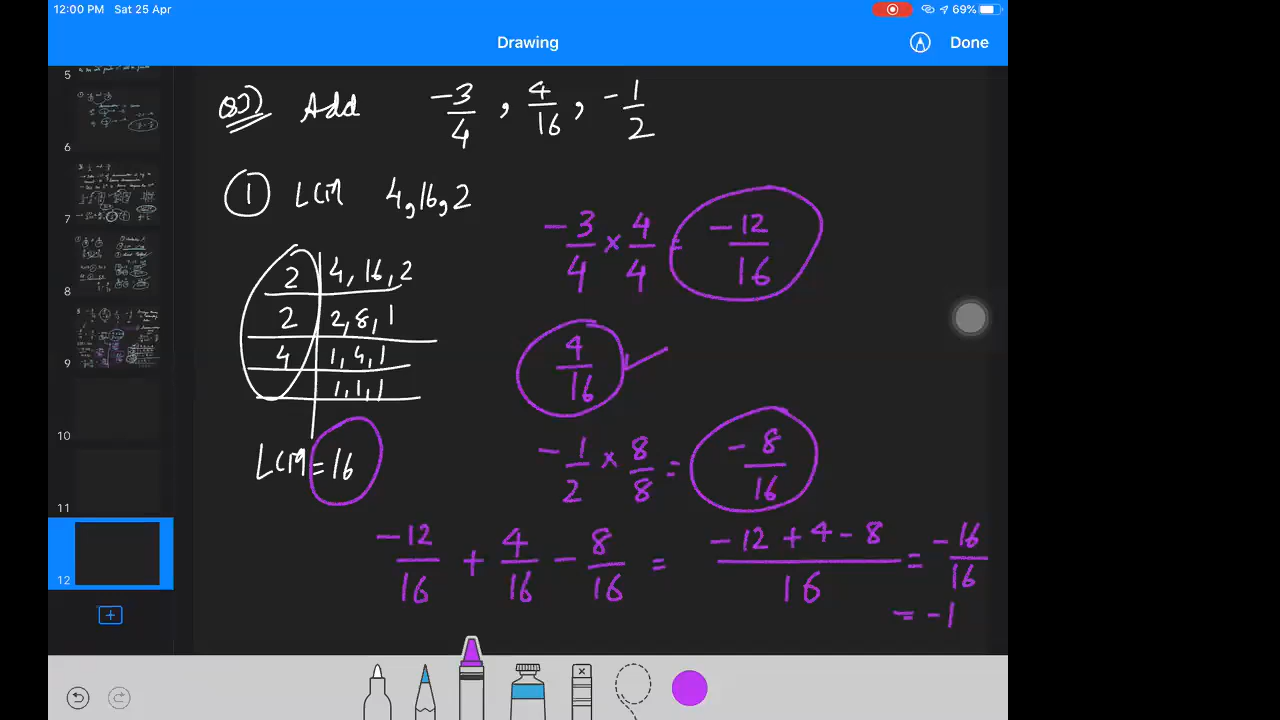 12:00 PM Sat 25 Apr 69%
Drawing
Done
5
6
7
8
9
10
11
12
Add -3/4 , 4/16 , -1/2
1 LCM 4,16,2
2 | 4,16,2
2 | 2,8,1
4 | 1,4,1
1,1,1
LCM = 16
-3/4 × 4/4 = -12/16
4/16
-1/2 × 8/8 = -8/16
-12/16 + 4/16 - 8/16 = (-12 + 4 - 8)/16 = -16/16
= -1